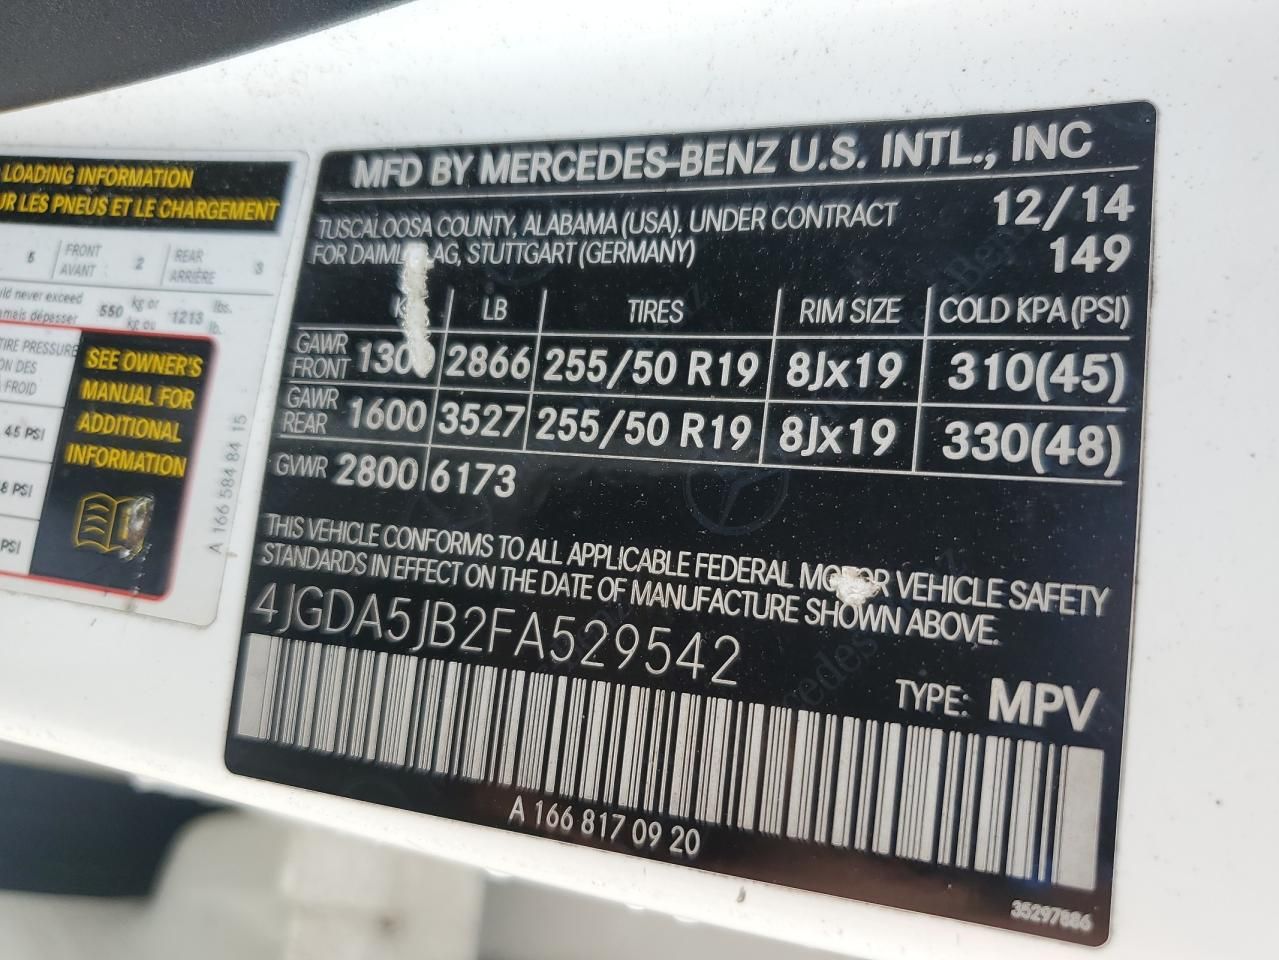 LOADING INFORMATION
UR LES PNEUS ET LE CHARGEMENT
5 FRONT AVANT 2 REAR ARRIÈRE 3
uld never exceed 550 kg or 1213 lbs.
amais dépasser kg ou lb.
TIRE PRESSURE
ON DES
À FROID
45 PSI
8 PSI
PSI
SEE OWNER'S
MANUAL FOR
ADDITIONAL
INFORMATION
A 166 584 84 15
MFD BY MERCEDES-BENZ U.S. INTL., INC
TUSCALOOSA COUNTY, ALABAMA (USA). UNDER CONTRACT 12/14
FOR DAIML AG, STUTTGART (GERMANY) 149
K LB TIRES RIM SIZE COLD KPA (PSI)
GAWR FRONT 1300 2866 255/50 R19 8Jx19 310(45)
GAWR REAR 1600 3527 255/50 R19 8Jx19 330(48)
GVWR 2800 6173
THIS VEHICLE CONFORMS TO ALL APPLICABLE FEDERAL MOTOR VEHICLE SAFETY
STANDARDS IN EFFECT ON THE DATE OF MANUFACTURE SHOWN ABOVE.
4JGDA5JB2FA529542
TYPE: MPV
A 166 817 09 20
35297886